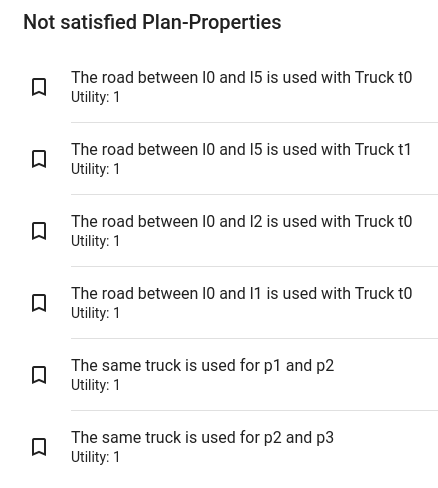 Not satisfied Plan-Properties
The road between l0 and l5 is used with Truck t0
Utility: 1
The road between l0 and l5 is used with Truck t1
Utility: 1
The road between l0 and l2 is used with Truck t0
Utility: 1
The road between l0 and l1 is used with Truck t0
Utility: 1
The same truck is used for p1 and p2
Utility: 1
The same truck is used for p2 and p3
Utility: 1